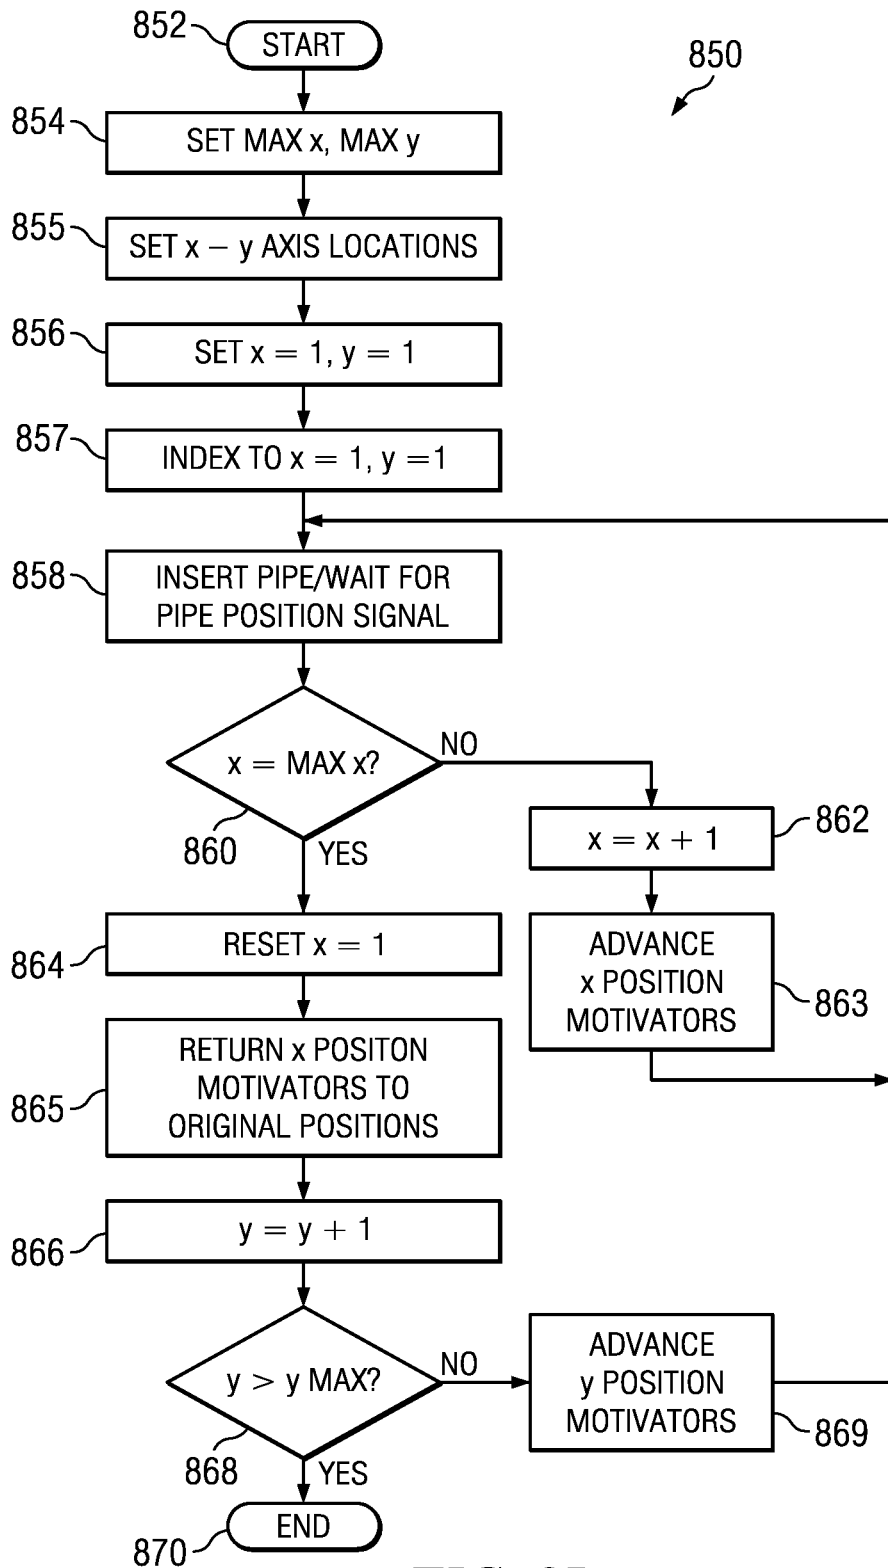 852
START
850
854
SET MAX x, MAX y
855
SET x – y AXIS LOCATIONS
856
SET x = 1, y = 1
857
INDEX TO x = 1, y =1
858
INSERT PIPE/WAIT FOR
PIPE POSITION SIGNAL
x = MAX x?
NO
860
YES
862
x = x + 1
864
RESET x = 1
ADVANCE
x POSITION
MOTIVATORS
863
865
RETURN x POSITON
MOTIVATORS TO
ORIGINAL POSITIONS
866
y = y + 1
y > y MAX?
NO
868
YES
ADVANCE
y POSITION
MOTIVATORS
869
870
END